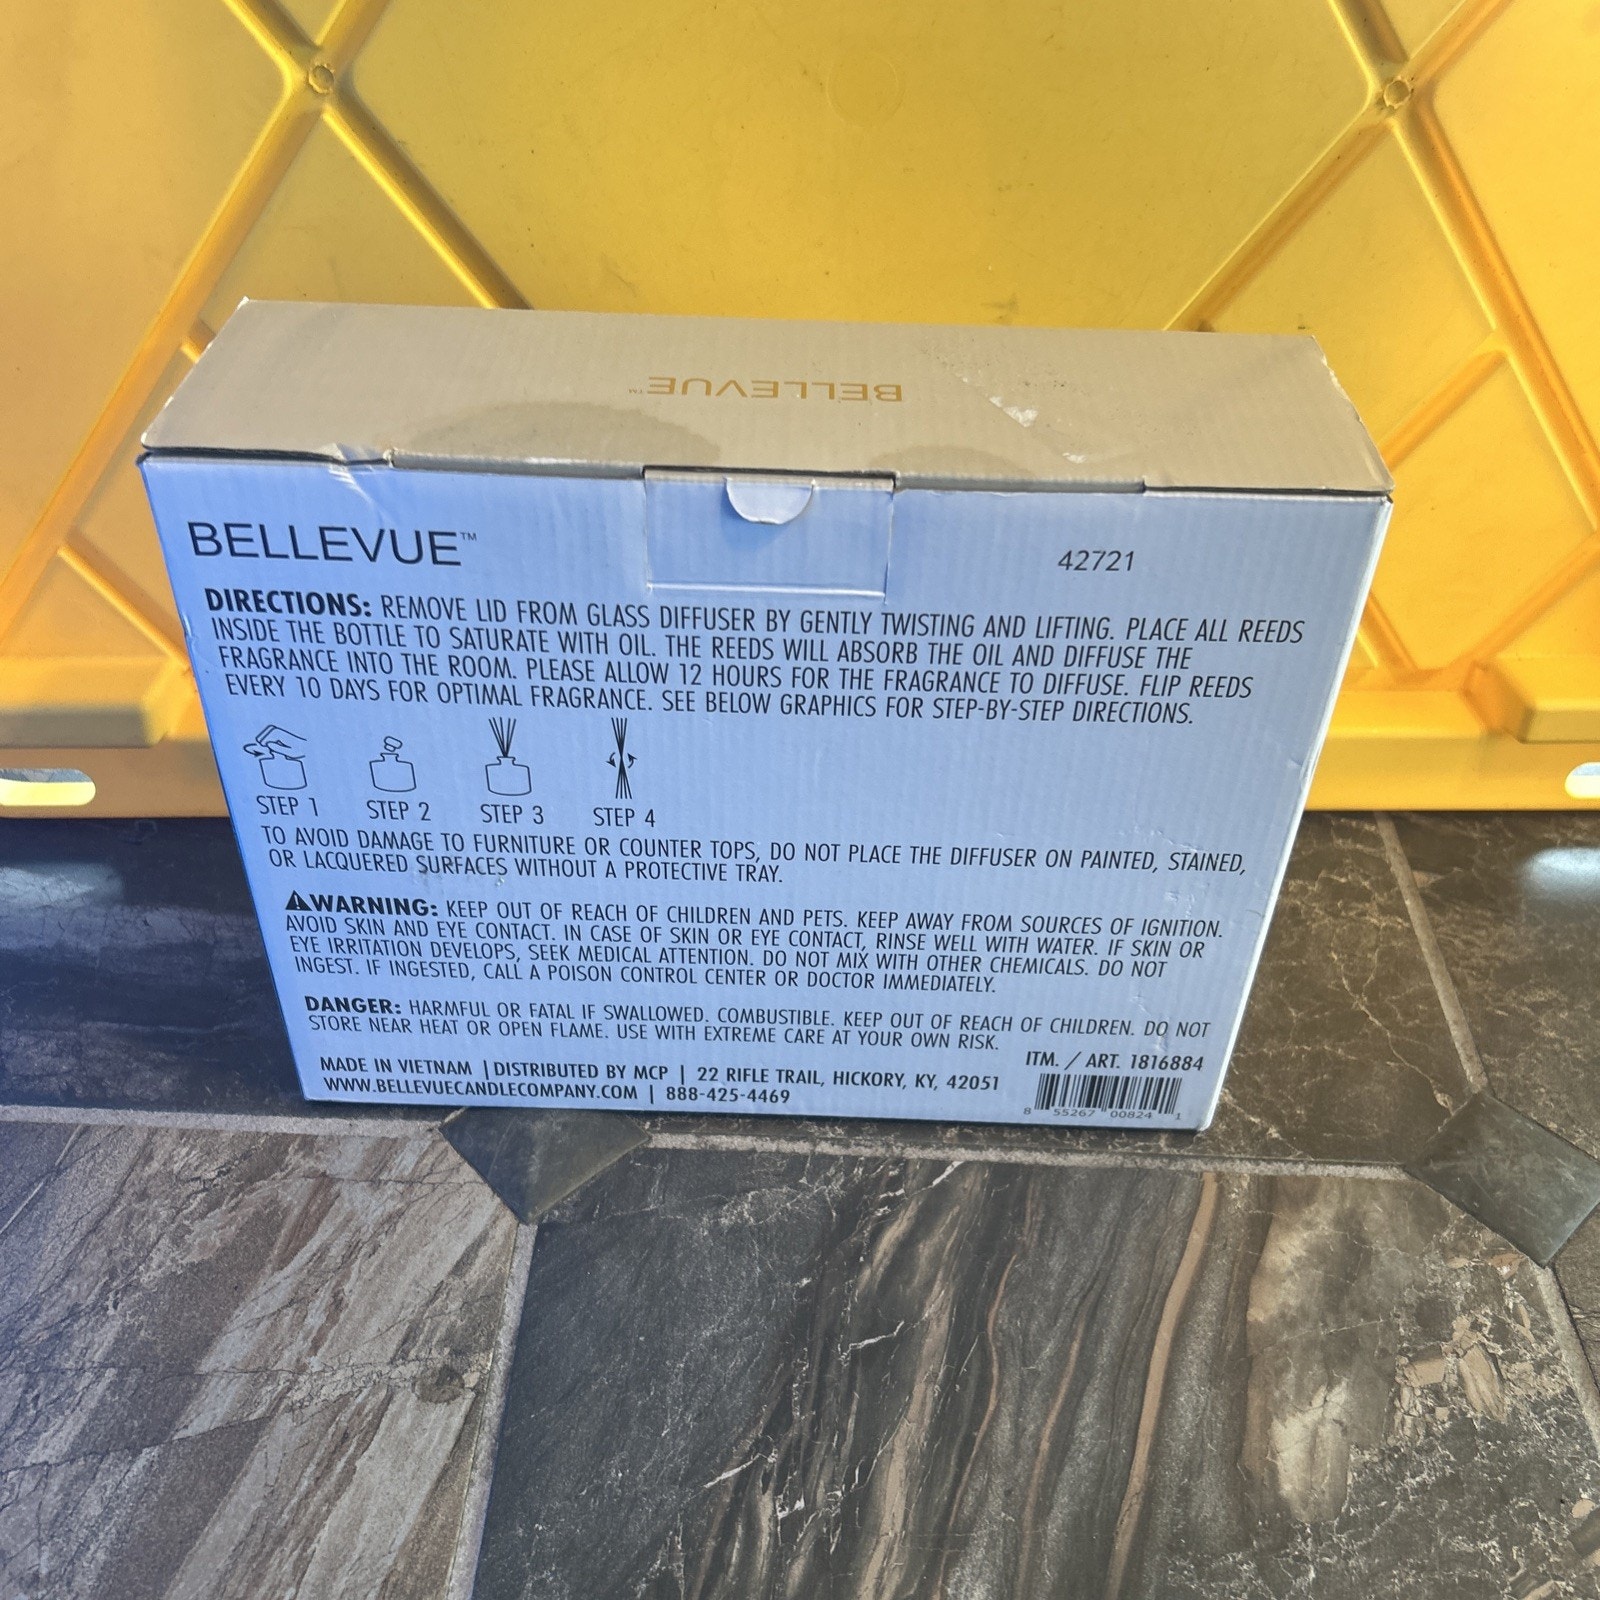 BELLEVUE™
BELLEVUE™
42721
DIRECTIONS: REMOVE LID FROM GLASS DIFFUSER BY GENTLY TWISTING AND LIFTING. PLACE ALL REEDS
INSIDE THE BOTTLE TO SATURATE WITH OIL. THE REEDS WILL ABSORB THE OIL AND DIFFUSE THE
FRAGRANCE INTO THE ROOM. PLEASE ALLOW 12 HOURS FOR THE FRAGRANCE TO DIFFUSE. FLIP REEDS
EVERY 10 DAYS FOR OPTIMAL FRAGRANCE. SEE BELOW GRAPHICS FOR STEP-BY-STEP DIRECTIONS.
STEP 1 STEP 2 STEP 3 STEP 4
TO AVOID DAMAGE TO FURNITURE OR COUNTER TOPS, DO NOT PLACE THE DIFFUSER ON PAINTED, STAINED,
OR LACQUERED SURFACES WITHOUT A PROTECTIVE TRAY.
⚠WARNING: KEEP OUT OF REACH OF CHILDREN AND PETS. KEEP AWAY FROM SOURCES OF IGNITION.
AVOID SKIN AND EYE CONTACT. IN CASE OF SKIN OR EYE CONTACT, RINSE WELL WITH WATER. IF SKIN OR
EYE IRRITATION DEVELOPS, SEEK MEDICAL ATTENTION. DO NOT MIX WITH OTHER CHEMICALS. DO NOT
INGEST. IF INGESTED, CALL A POISON CONTROL CENTER OR DOCTOR IMMEDIATELY.
DANGER: HARMFUL OR FATAL IF SWALLOWED. COMBUSTIBLE. KEEP OUT OF REACH OF CHILDREN. DO NOT
STORE NEAR HEAT OR OPEN FLAME. USE WITH EXTREME CARE AT YOUR OWN RISK.
MADE IN VIETNAM | DISTRIBUTED BY MCP | 22 RIFLE TRAIL, HICKORY, KY, 42051
WWW.BELLEVUECANDLECOMPANY.COM | 888-425-4469
ITM. / ART. 1816884
8 55267 00824 1